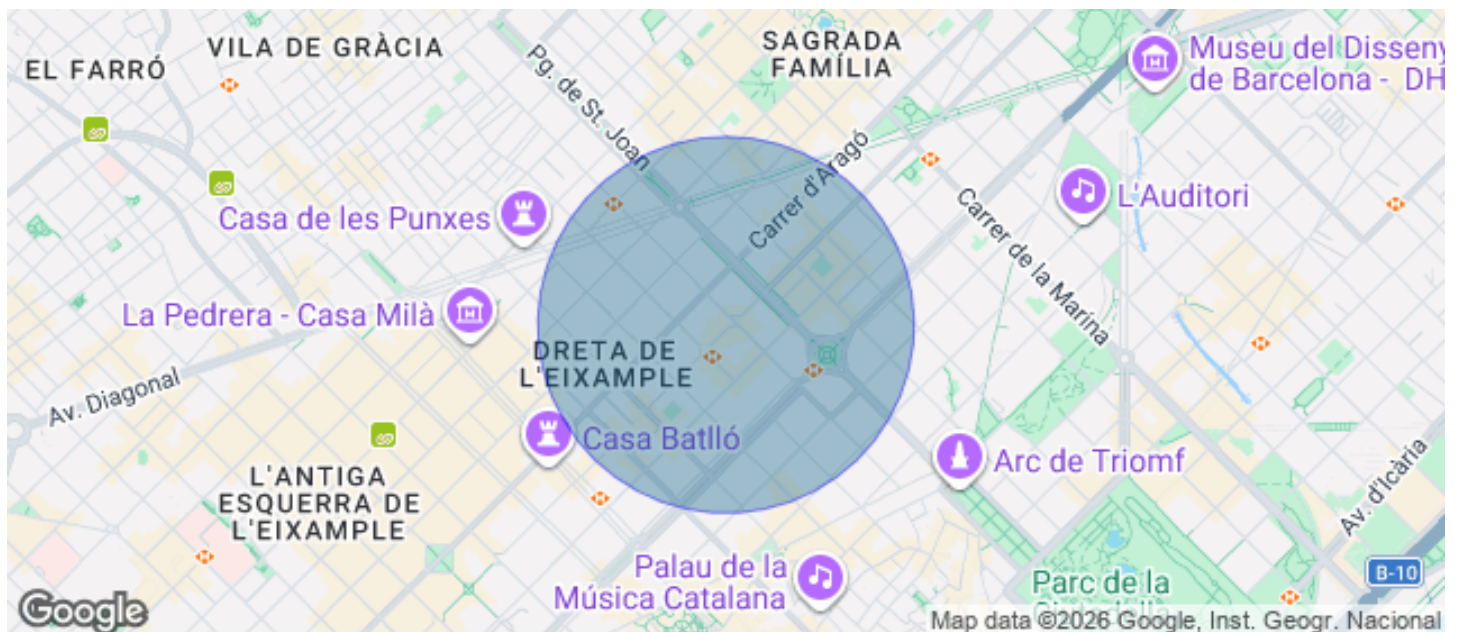 EL FARRÓ
VILA DE GRÀCIA
Pg. de St. Joan
SAGRADA
FAMÍLIA
Museu del Disseny
de Barcelona - DH
Casa de les Punxes
Carrer d'Aragó
L'Auditori
Carrer de la Marina
La Pedrera - Casa Milà
DRETA DE
L'EIXAMPLE
Av. Diagonal
Casa Batlló
Arc de Triomf
L'ANTIGA
ESQUERRA DE
L'EIXAMPLE
Av. d'Icària
Palau de la
Música Catalana
Parc de la
B-10
Google
Map data ©2026 Google, Inst. Geogr. Nacional